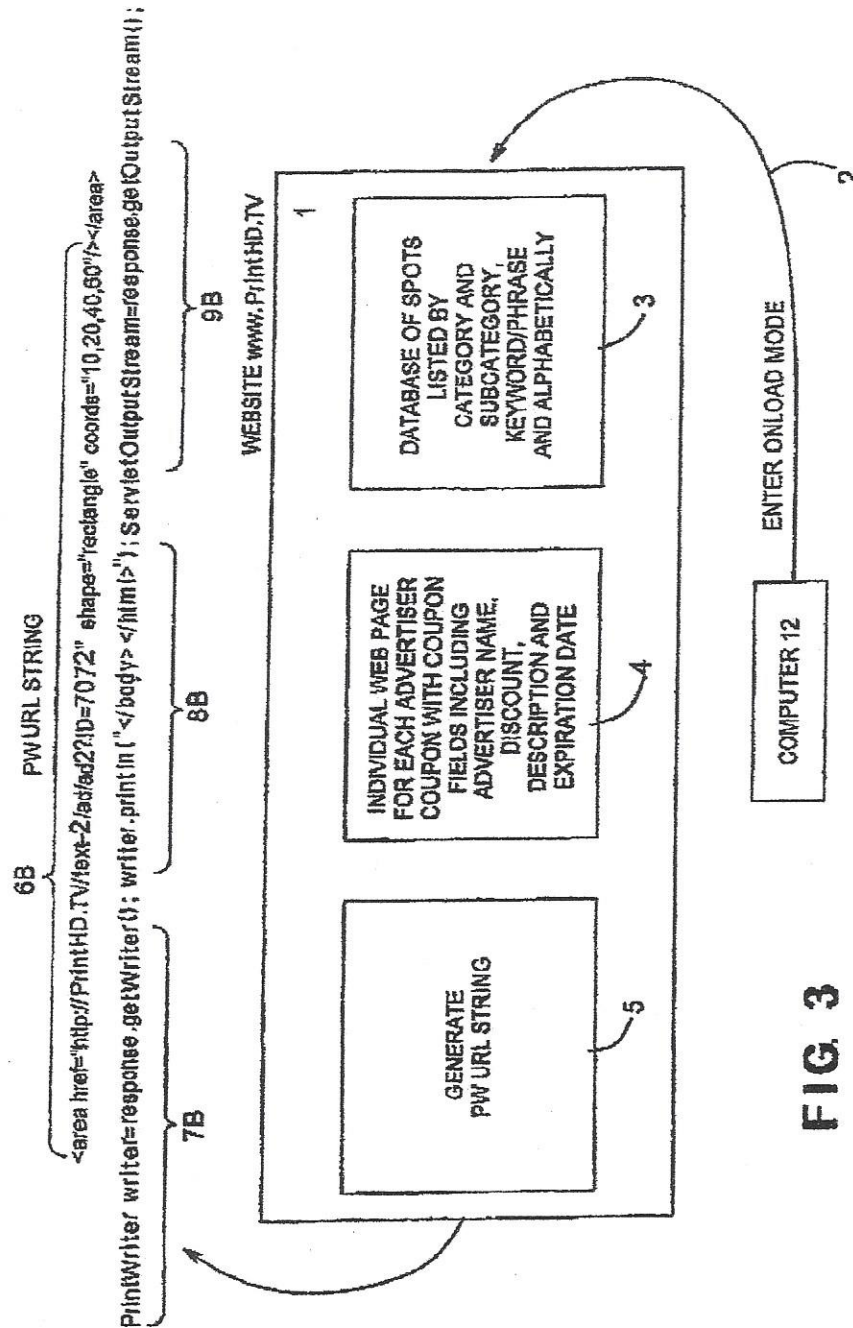 6B
PW URL STRING
<area href="http://PrintHD.TV/text-2/ad/ad2?ID=7072" shape="rectangle" coords="10,20,40,60"/></area>
PrintWriter writer=response.getWriter(); writer.println("</body></html>"); ServletOutputStream=response.getOutputStream();
7B
8B
9B
WEBSITE www.PrintHD.TV
1
GENERATE
PW URL STRING
5
INDIVIDUAL WEB PAGE
FOR EACH ADVERTISER
COUPON WITH COUPON
FIELDS INCLUDING
ADVERTISER NAME,
DISCOUNT,
DESCRIPTION AND
EXPIRATION DATE
4
DATABASE OF SPOTS
LISTED BY
CATEGORY AND
SUBCATEGORY,
KEYWORD/PHRASE
AND ALPHABETICALLY
3
COMPUTER 12
ENTER ONLOAD MODE
2
FIG. 3